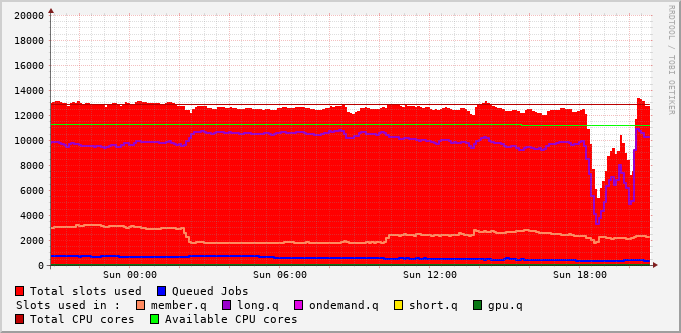 20000
18000
16000
14000
12000
10000
8000
6000
4000
2000
0
Sun 00:00 Sun 06:00 Sun 12:00 Sun 18:00
RRDTOOL / TOBI OETIKER
Total slots used Queued Jobs
Slots used in : member.q long.q ondemand.q short.q gpu.q
Total CPU cores Available CPU cores